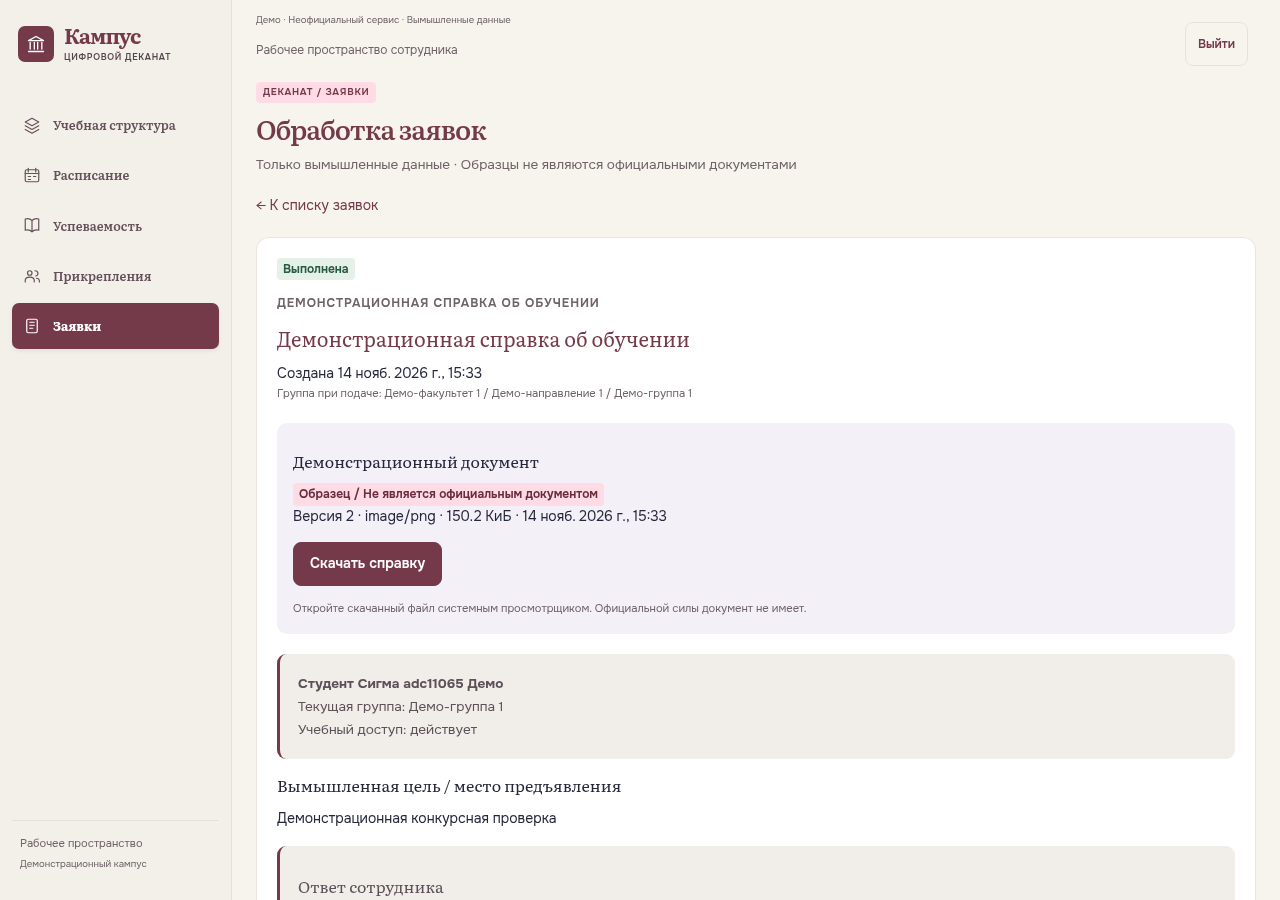 Кампус
ЦИФРОВОЙ ДЕКАНАТ
Учебная структура
Расписание
Успеваемость
Прикрепления
Заявки
Рабочее пространство
Демонстрационный кампус
Демо · Неофициальный сервис · Вымышленные данные
Рабочее пространство сотрудника
Выйти
ДЕКАНАТ / ЗАЯВКИ
Обработка заявок
Только вымышленные данные · Образцы не являются официальными документами
← К списку заявок
Выполнена
ДЕМОНСТРАЦИОННАЯ СПРАВКА ОБ ОБУЧЕНИИ
Демонстрационная справка об обучении
Создана 14 нояб. 2026 г., 15:33
Группа при подаче: Демо-факультет 1 / Демо-направление 1 / Демо-группа 1
Демонстрационный документ
Образец / Не является официальным документом
Версия 2 · image/png · 150.2 КиБ · 14 нояб. 2026 г., 15:33
Скачать справку
Откройте скачанный файл системным просмотрщиком. Официальной силы документ не имеет.
Студент Сигма adc11065 Демо
Текущая группа: Демо-группа 1
Учебный доступ: действует
Вымышленная цель / место предъявления
Демонстрационная конкурсная проверка
Ответ сотрудника